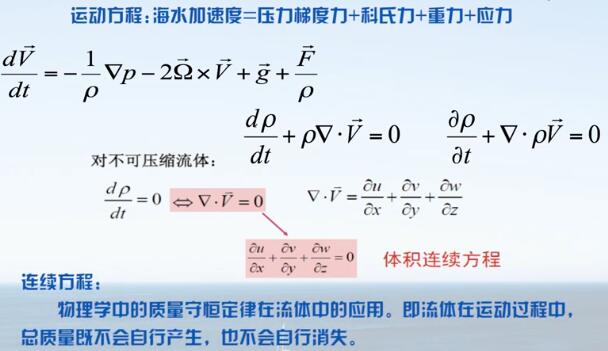 运动方程:海水加速度=压力梯度力+科氏力+重力+应力
$\frac{d\vec{V}}{dt}=-\frac{1}{\rho}\nabla p-2\vec{\Omega}\times\vec{V}+\vec{g}+\frac{\vec{F}}{\rho}$
$\frac{d\rho}{dt}+\rho\nabla\cdot\vec{V}=0$ $\frac{\partial\rho}{\partial t}+\nabla\cdot\rho\vec{V}=0$
对不可压缩流体:
$\frac{d\rho}{dt}=0$ $\Leftrightarrow\nabla\cdot\vec{V}=0$ $\nabla\cdot\vec{V}=\frac{\partial u}{\partial x}+\frac{\partial v}{\partial y}+\frac{\partial w}{\partial z}$
$\frac{\partial u}{\partial x}+\frac{\partial v}{\partial y}+\frac{\partial w}{\partial z}=0$ 体积连续方程
连续方程:
物理学中的质量守恒定律在流体中的应用。即流体在运动过程中,
总质量既不会自行产生,也不会自行消失。